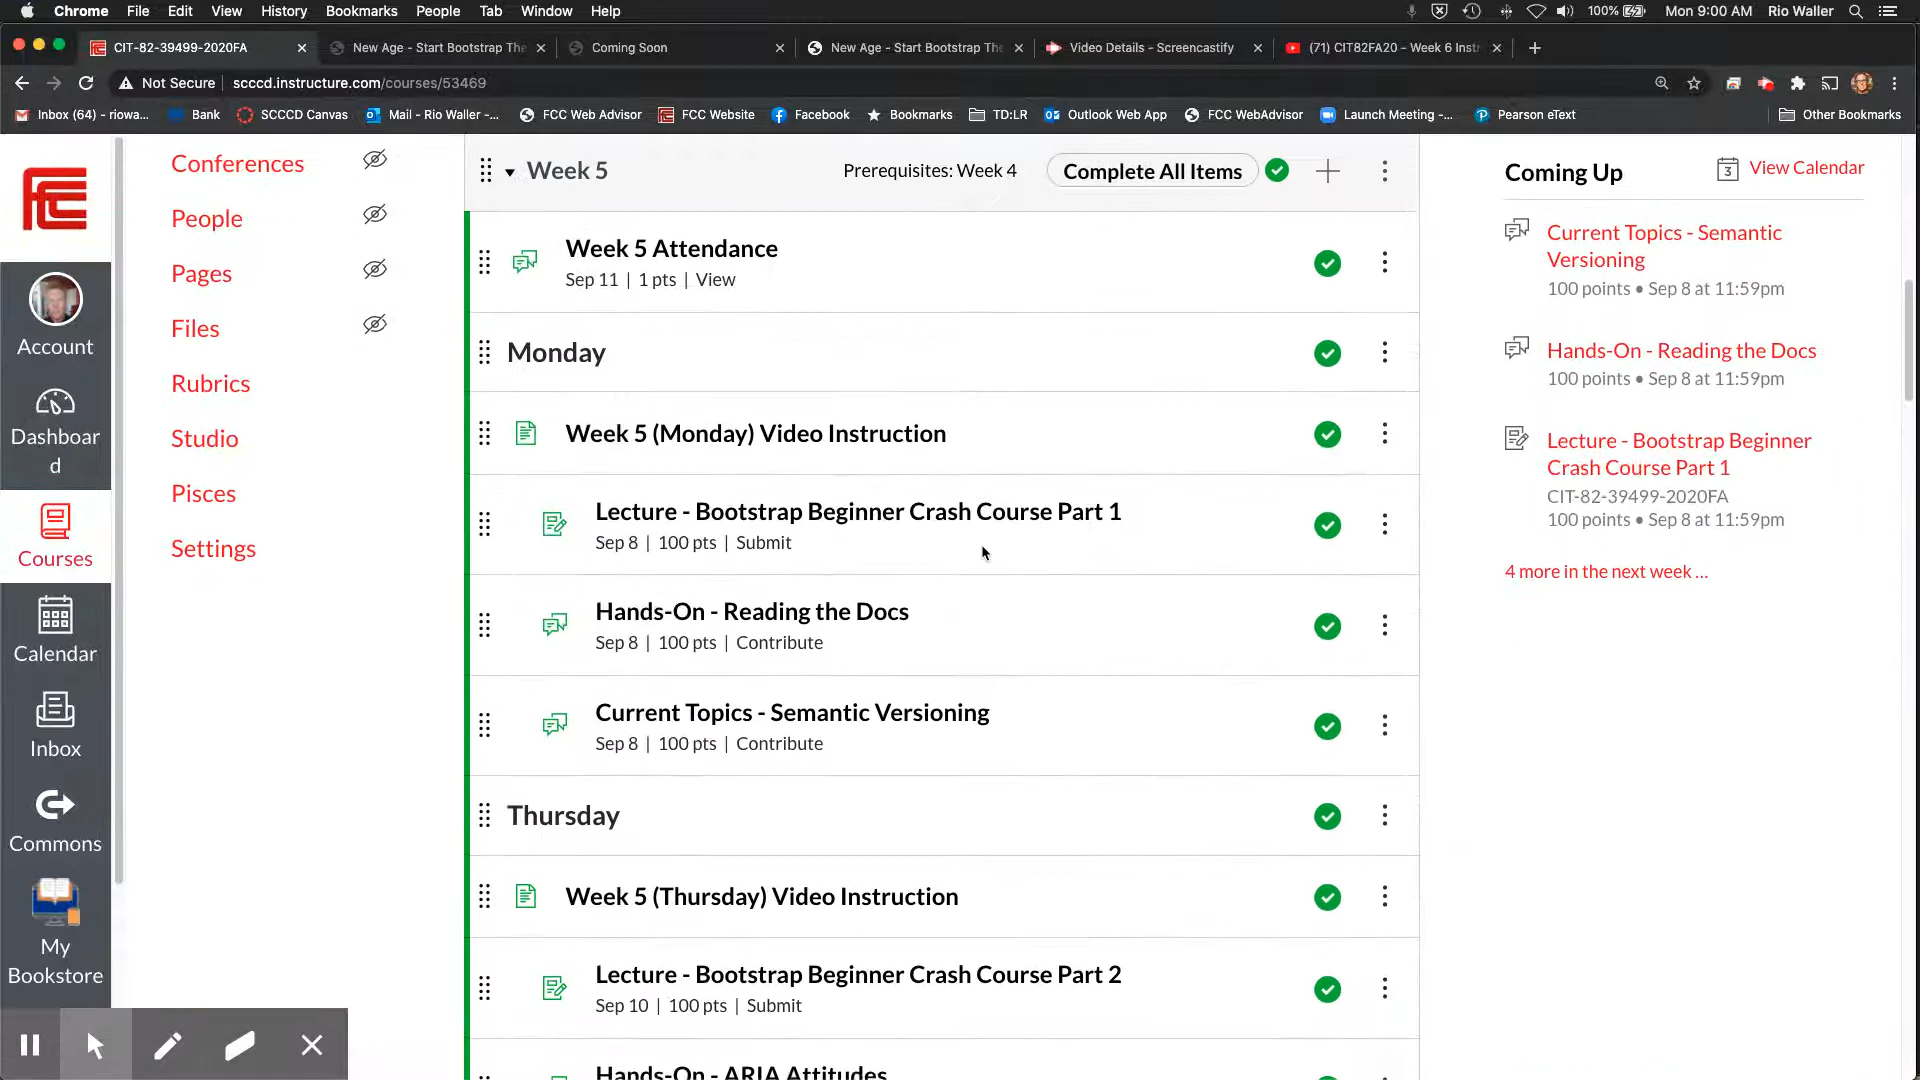 Chrome File Edit View History Bookmarks People Tab Window Help
100% Mon 9:00 AM Rio Waller
CIT-82-39499-2020FA
New Age - Start Bootstrap The
Coming Soon
New Age - Start Bootstrap The
Video Details - Screencastify
(71) CIT82FA20 - Week 6 Inst
Not Secure scccd.instructure.com/courses/53469
Inbox (64) - riowa... Bank SCCCD Canvas Mail - Rio Waller -... FCC Web Advisor FCC Website Facebook Bookmarks TD:LR Outlook Web App FCC WebAdvisor Launch Meeting -... Pearson eText Other Bookmarks
FCC
Account
Dashboar
d
Courses
Calendar
Inbox
Commons
My
Bookstore
Conferences
People
Pages
Files
Rubrics
Studio
Pisces
Settings
Week 5 Prerequisites: Week 4 Complete All Items
Week 5 Attendance
Sep 11 | 1 pts | View
Monday
Week 5 (Monday) Video Instruction
Lecture - Bootstrap Beginner Crash Course Part 1
Sep 8 | 100 pts | Submit
Hands-On - Reading the Docs
Sep 8 | 100 pts | Contribute
Current Topics - Semantic Versioning
Sep 8 | 100 pts | Contribute
Thursday
Week 5 (Thursday) Video Instruction
Lecture - Bootstrap Beginner Crash Course Part 2
Sep 10 | 100 pts | Submit
Hands-On - ARIA Attitudes
Coming Up 3 View Calendar
Current Topics - Semantic
Versioning
100 points • Sep 8 at 11:59pm
Hands-On - Reading the Docs
100 points • Sep 8 at 11:59pm
Lecture - Bootstrap Beginner
Crash Course Part 1
CIT-82-39499-2020FA
100 points • Sep 8 at 11:59pm
4 more in the next week ...